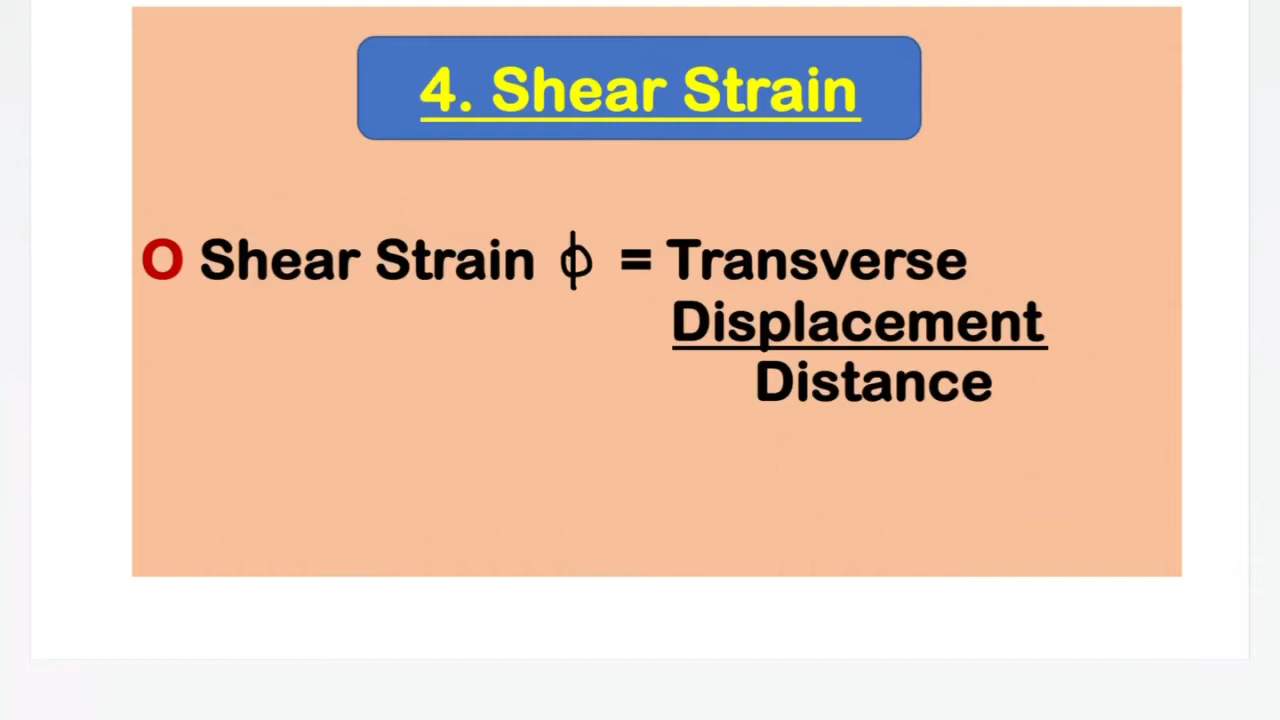 4. Shear Strain
O Shear Strain ϕ = Transverse
Displacement
Distance